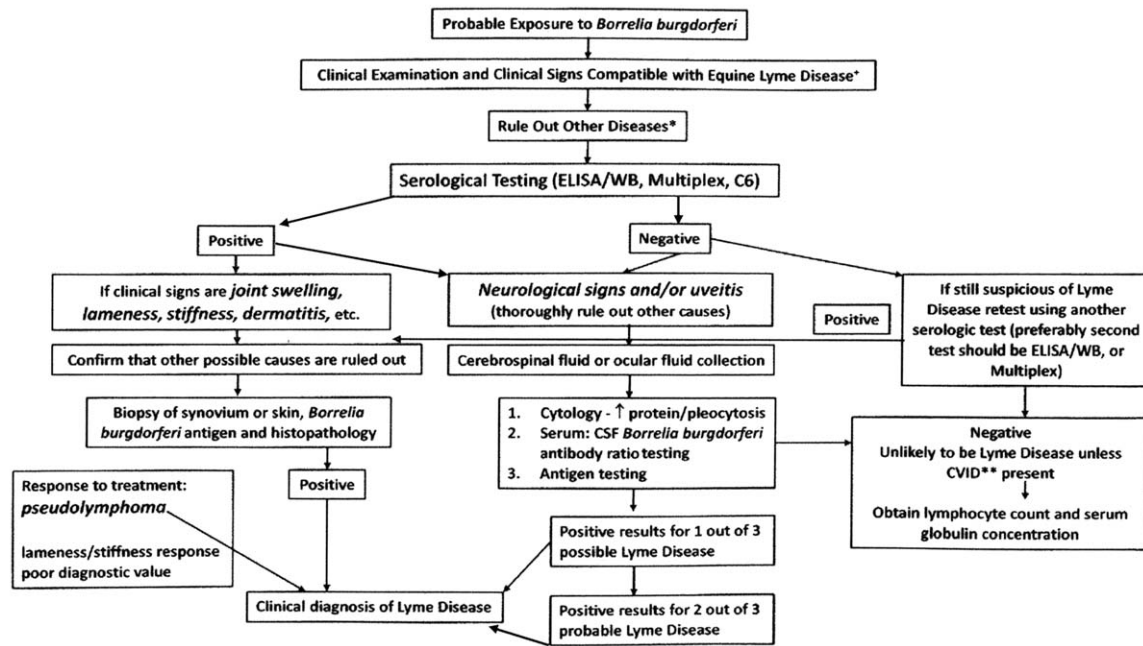 Probable Exposure to Borrelia burgdorferi
Clinical Examination and Clinical Signs Compatible with Equine Lyme Disease+
Rule Out Other Diseases*
Serological Testing (ELISA/WB, Multiplex, C6)
Positive
Negative
If clinical signs are joint swelling,
lameness, stiffness, dermatitis, etc.
Neurological signs and/or uveitis
(thoroughly rule out other causes)
Positive
If still suspicious of Lyme
Disease retest using another
serologic test (preferably second
test should be ELISA/WB, or
Multiplex)
Confirm that other possible causes are ruled out
Cerebrospinal fluid or ocular fluid collection
Biopsy of synovium or skin, Borrelia
burgdorferi antigen and histopathology
1. Cytology - ↑ protein/pleocytosis
2. Serum: CSF Borrelia burgdorferi
antibody ratio testing
3. Antigen testing
Negative
Unlikely to be Lyme Disease unless
CVID** present
Obtain lymphocyte count and serum
globulin concentration
Positive
Response to treatment:
pseudolymphoma
lameness/stiffness response
poor diagnostic value
Positive results for 1 out of 3
possible Lyme Disease
Clinical diagnosis of Lyme Disease
Positive results for 2 out of 3
probable Lyme Disease